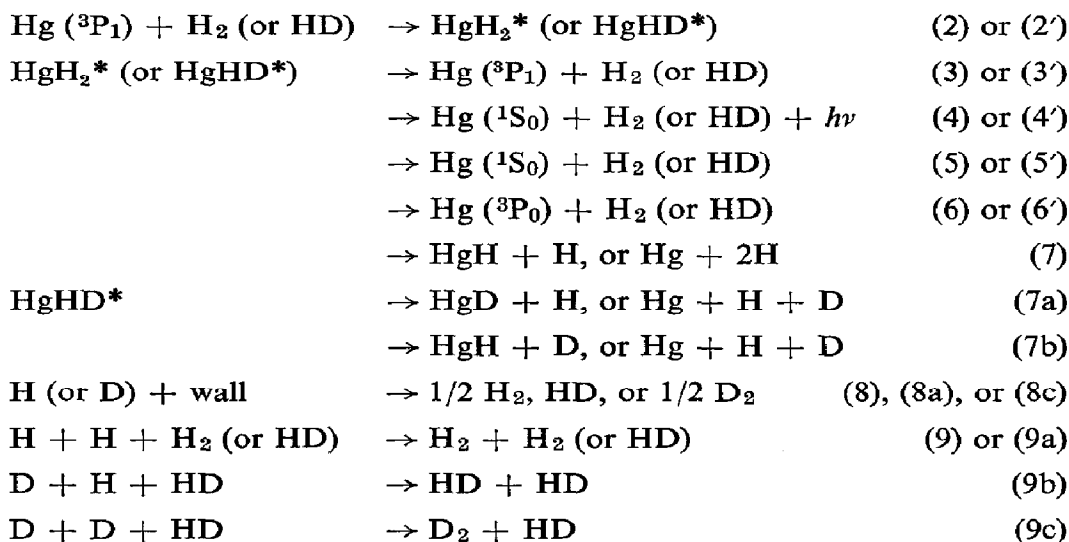 Hg (³P₁) + H₂ (or HD) → HgH₂* (or HgHD*) (2) or (2′)
HgH₂* (or HgHD*) → Hg (³P₁) + H₂ (or HD) (3) or (3′)
→ Hg (¹S₀) + H₂ (or HD) + hν (4) or (4′)
→ Hg (¹S₀) + H₂ (or HD) (5) or (5′)
→ Hg (³P₀) + H₂ (or HD) (6) or (6′)
→ HgH + H, or Hg + 2H (7)
HgHD* → HgD + H, or Hg + H + D (7a)
→ HgH + D, or Hg + H + D (7b)
H (or D) + wall → 1/2 H₂, HD, or 1/2 D₂ (8), (8a), or (8c)
H + H + H₂ (or HD) → H₂ + H₂ (or HD) (9) or (9a)
D + H + HD → HD + HD (9b)
D + D + HD → D₂ + HD (9c)